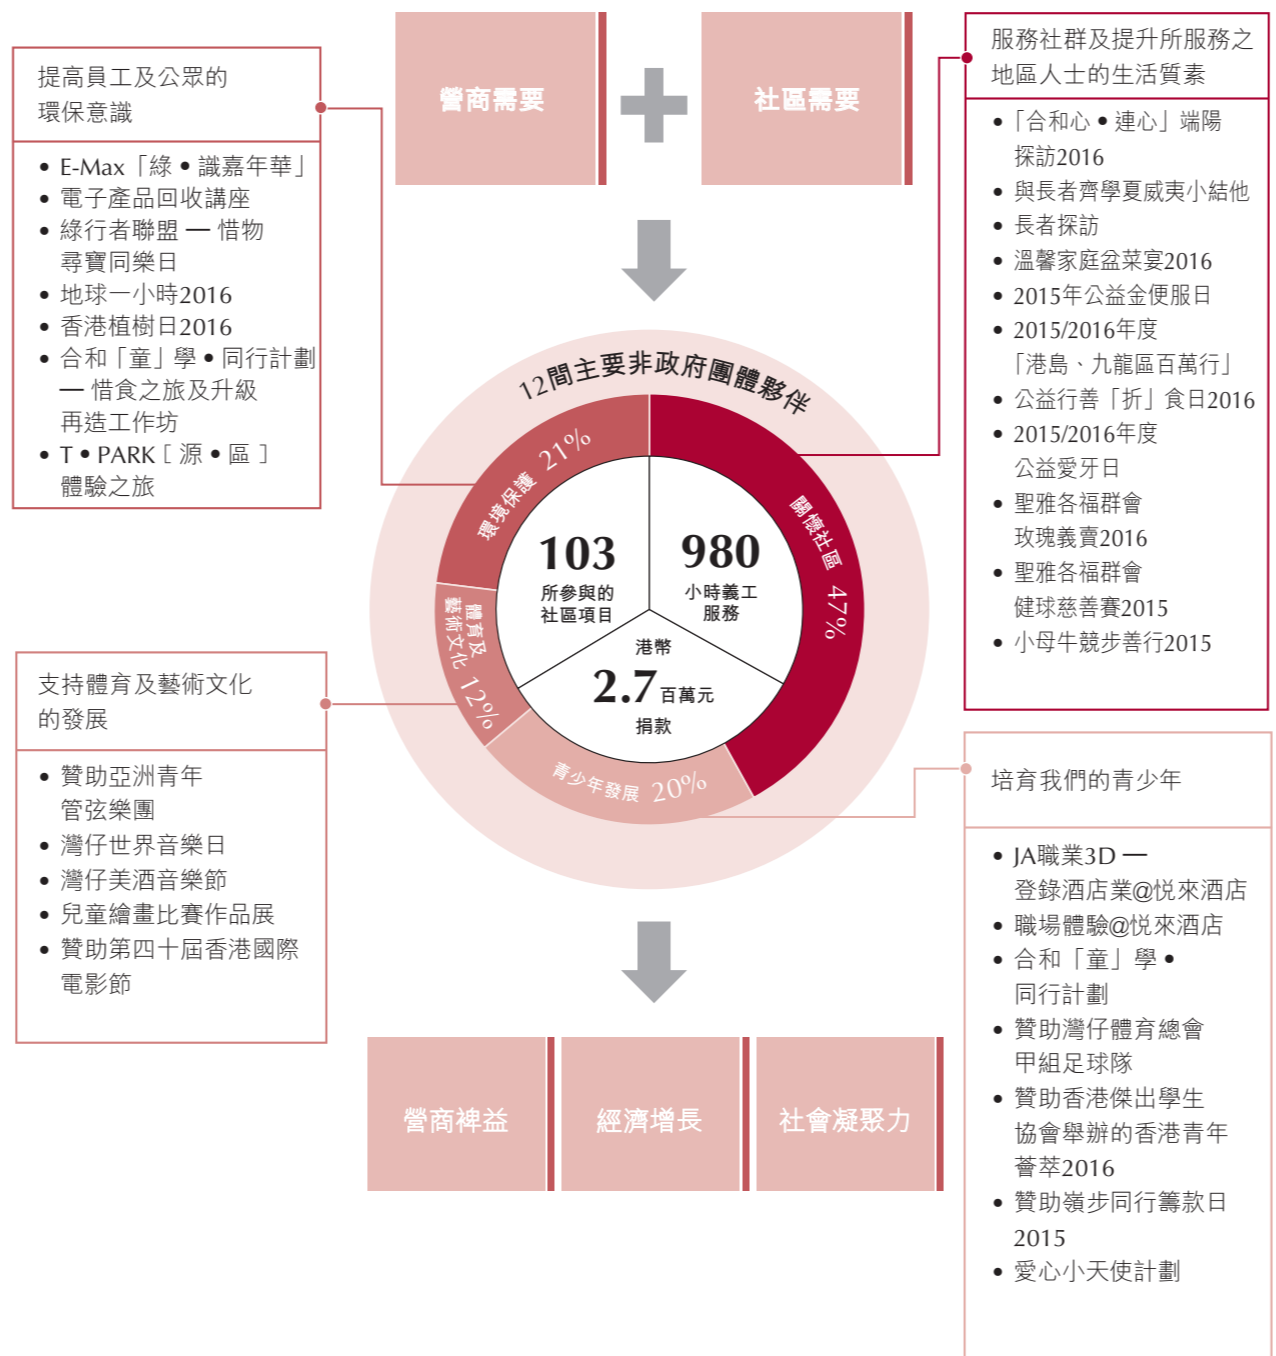 營商需要
社區需要
提高員工及公眾的
環保意識
• E-Max「綠•識嘉年華」
• 電子產品回收講座
• 綠行者聯盟 — 惜物
尋寶同樂日
• 地球一小時2016
• 香港植樹日2016
• 合和「童」學•同行計劃
— 惜食之旅及升級
再造工作坊
• T•PARK［源•區］
體驗之旅
服務社群及提升所服務之
地區人士的生活質素
•「合和心•連心」端陽
探訪2016
• 與長者齊學夏威夷小結他
• 長者探訪
• 溫馨家庭盆菜宴2016
• 2015年公益金便服日
• 2015/2016年度
「港島、九龍區百萬行」
• 公益行善「折」食日2016
• 2015/2016年度
公益愛牙日
• 聖雅各福群會
玫瑰義賣2016
• 聖雅各福群會
健球慈善賽2015
• 小母牛競步善行2015
12間主要非政府團體夥伴
環境保護 21%
關懷社區 47%
體育及
藝術文化 12%
青少年發展 20%
103
所參與的
社區項目
980
小時義工
服務
港幣
2.7百萬元
捐款
支持體育及藝術文化
的發展
• 贊助亞洲青年
管弦樂團
• 灣仔世界音樂日
• 灣仔美酒音樂節
• 兒童繪畫比賽作品展
• 贊助第四十屆香港國際
電影節
培育我們的青少年
• JA職業3D —
登錄酒店業@悦來酒店
• 職場體驗@悦來酒店
• 合和「童」學•
同行計劃
• 贊助灣仔體育總會
甲組足球隊
• 贊助香港傑出學生
協會舉辦的香港青年
薈萃2016
• 贊助嶺步同行籌款日
2015
• 愛心小天使計劃
營商裨益
經濟增長
社會凝聚力